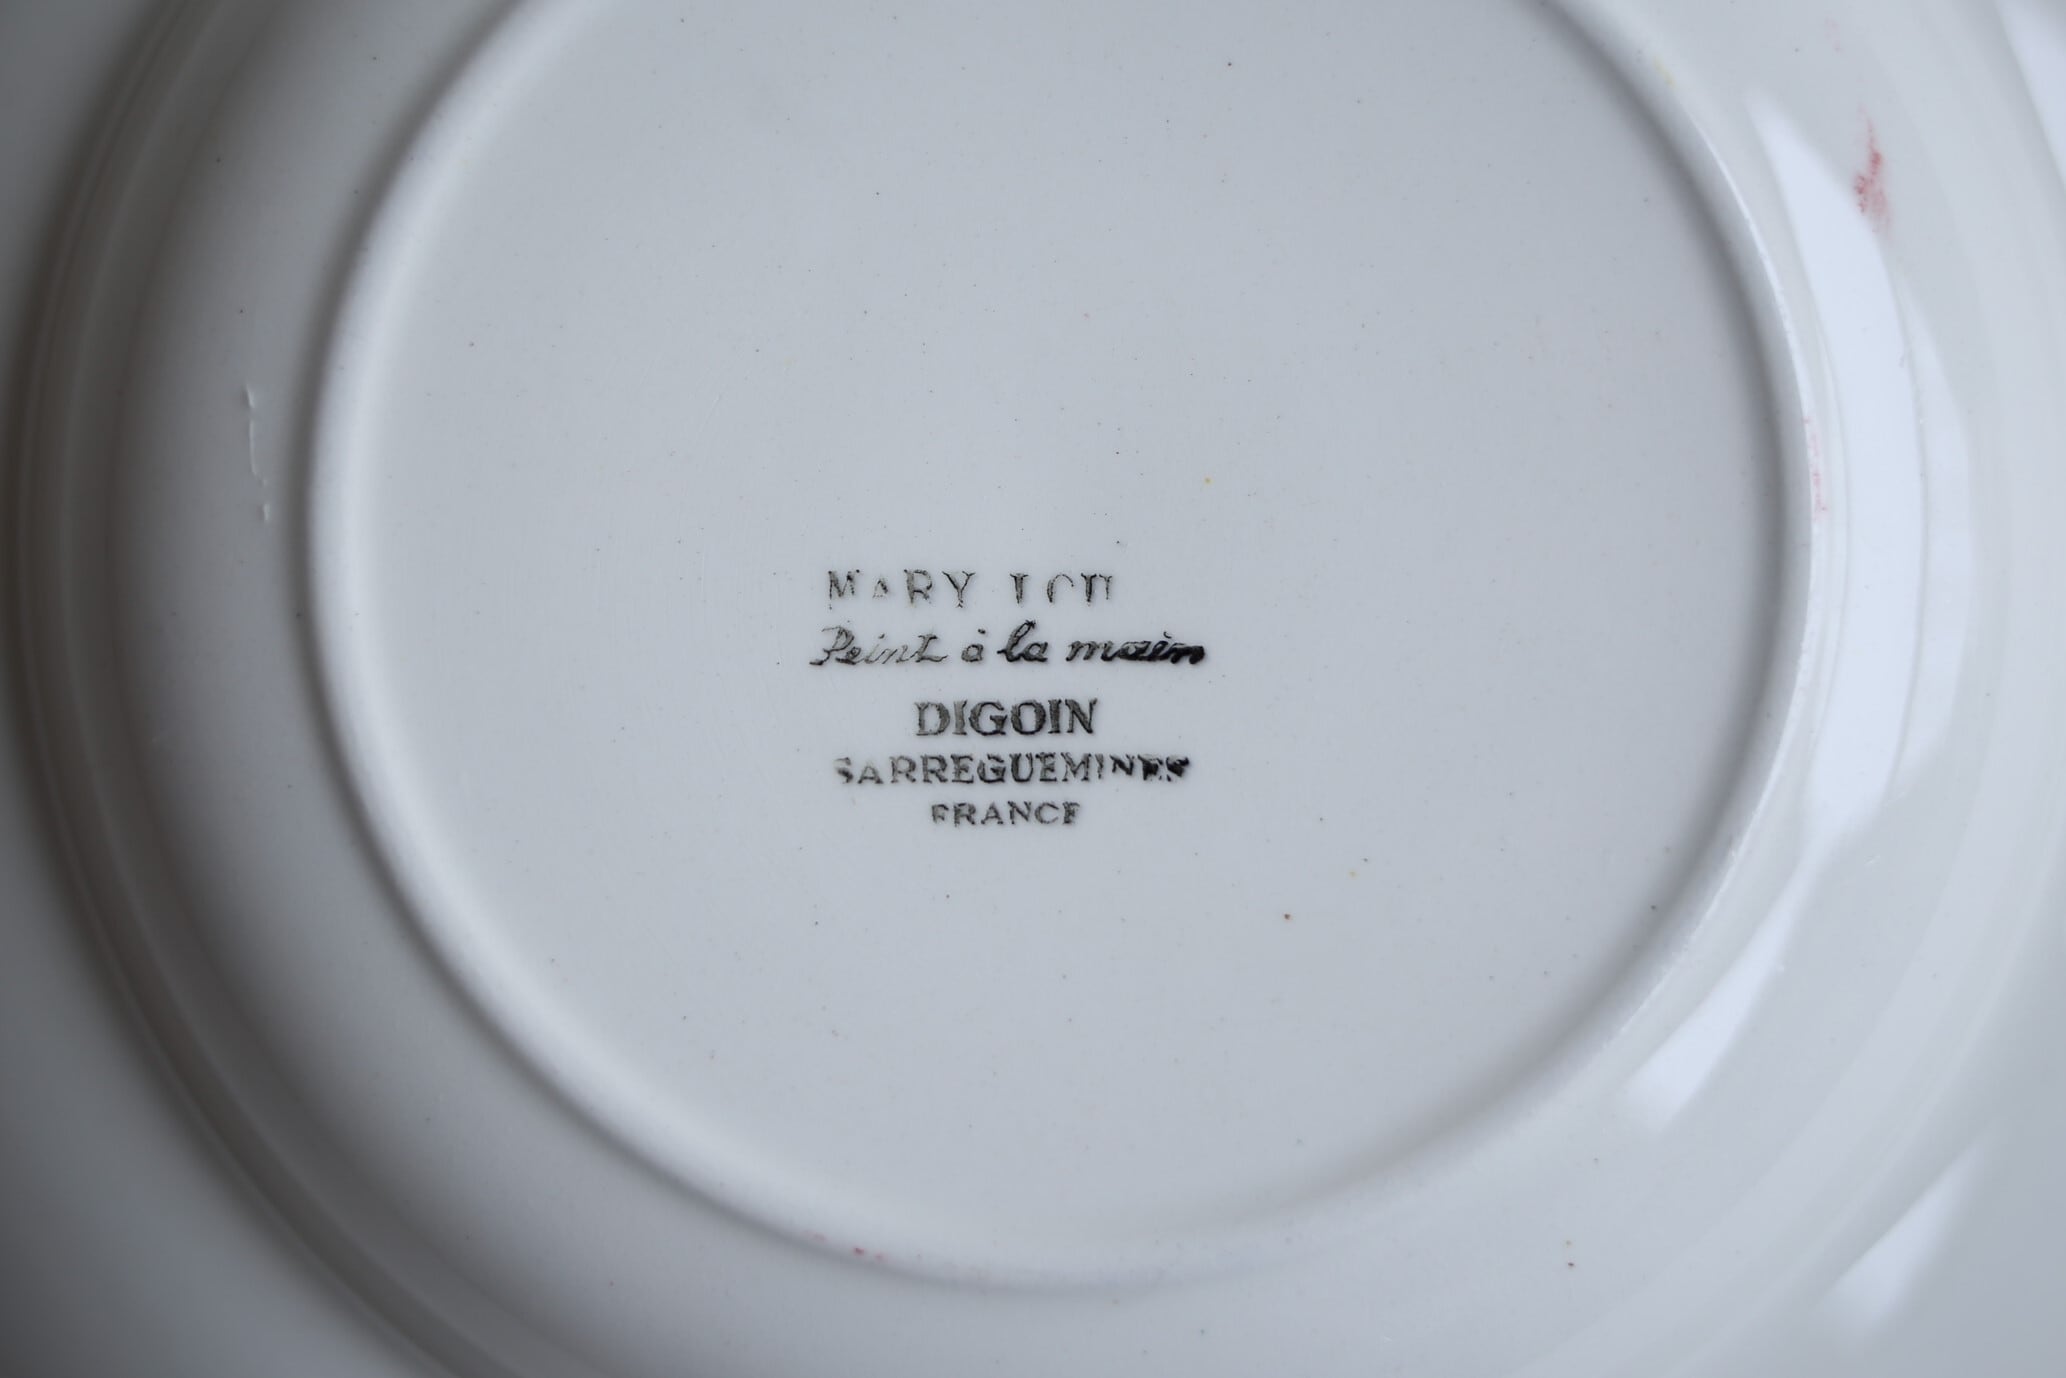 MARY LOU
Peint à la main
DIGOIN
SARREGUEMINES
FRANCE